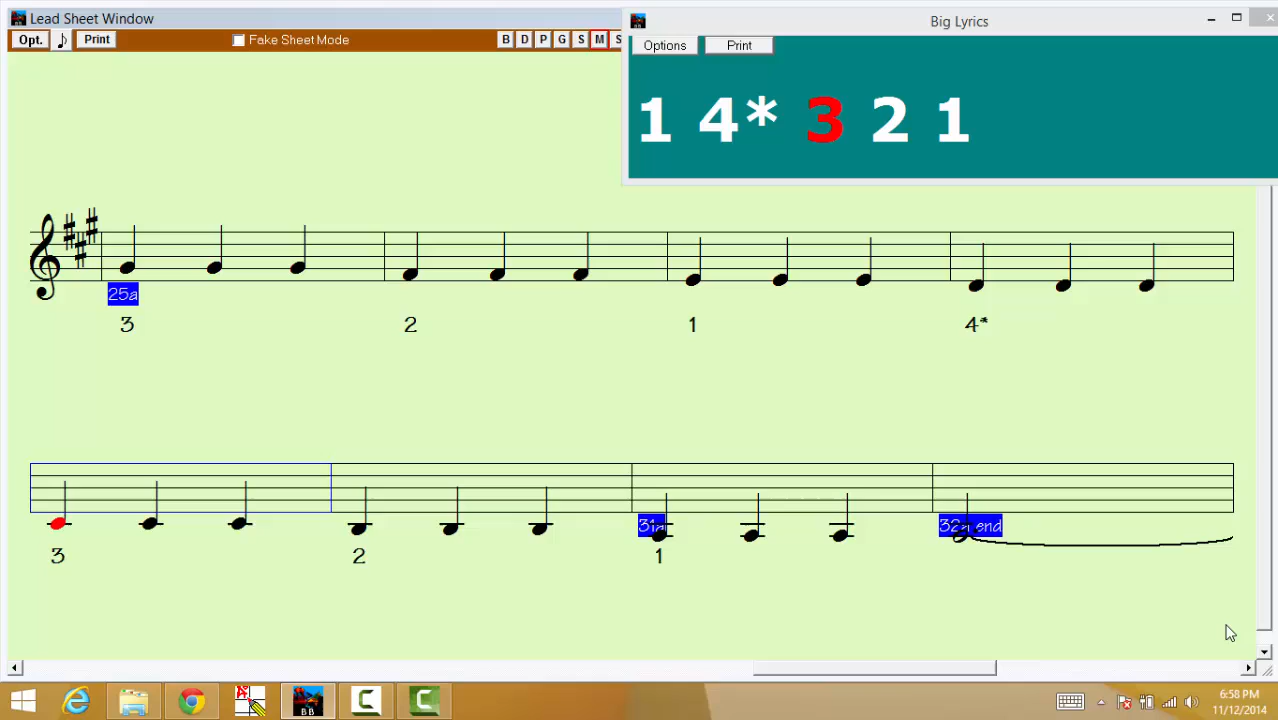 Lead Sheet Window
Opt. Print Fake Sheet Mode B D P G S M S
Big Lyrics
Options Print
1 4* 3 2 1
25a
3 2 1 4*
31a 32a end
3 2 1
BB
6:58 PM
11/12/2014